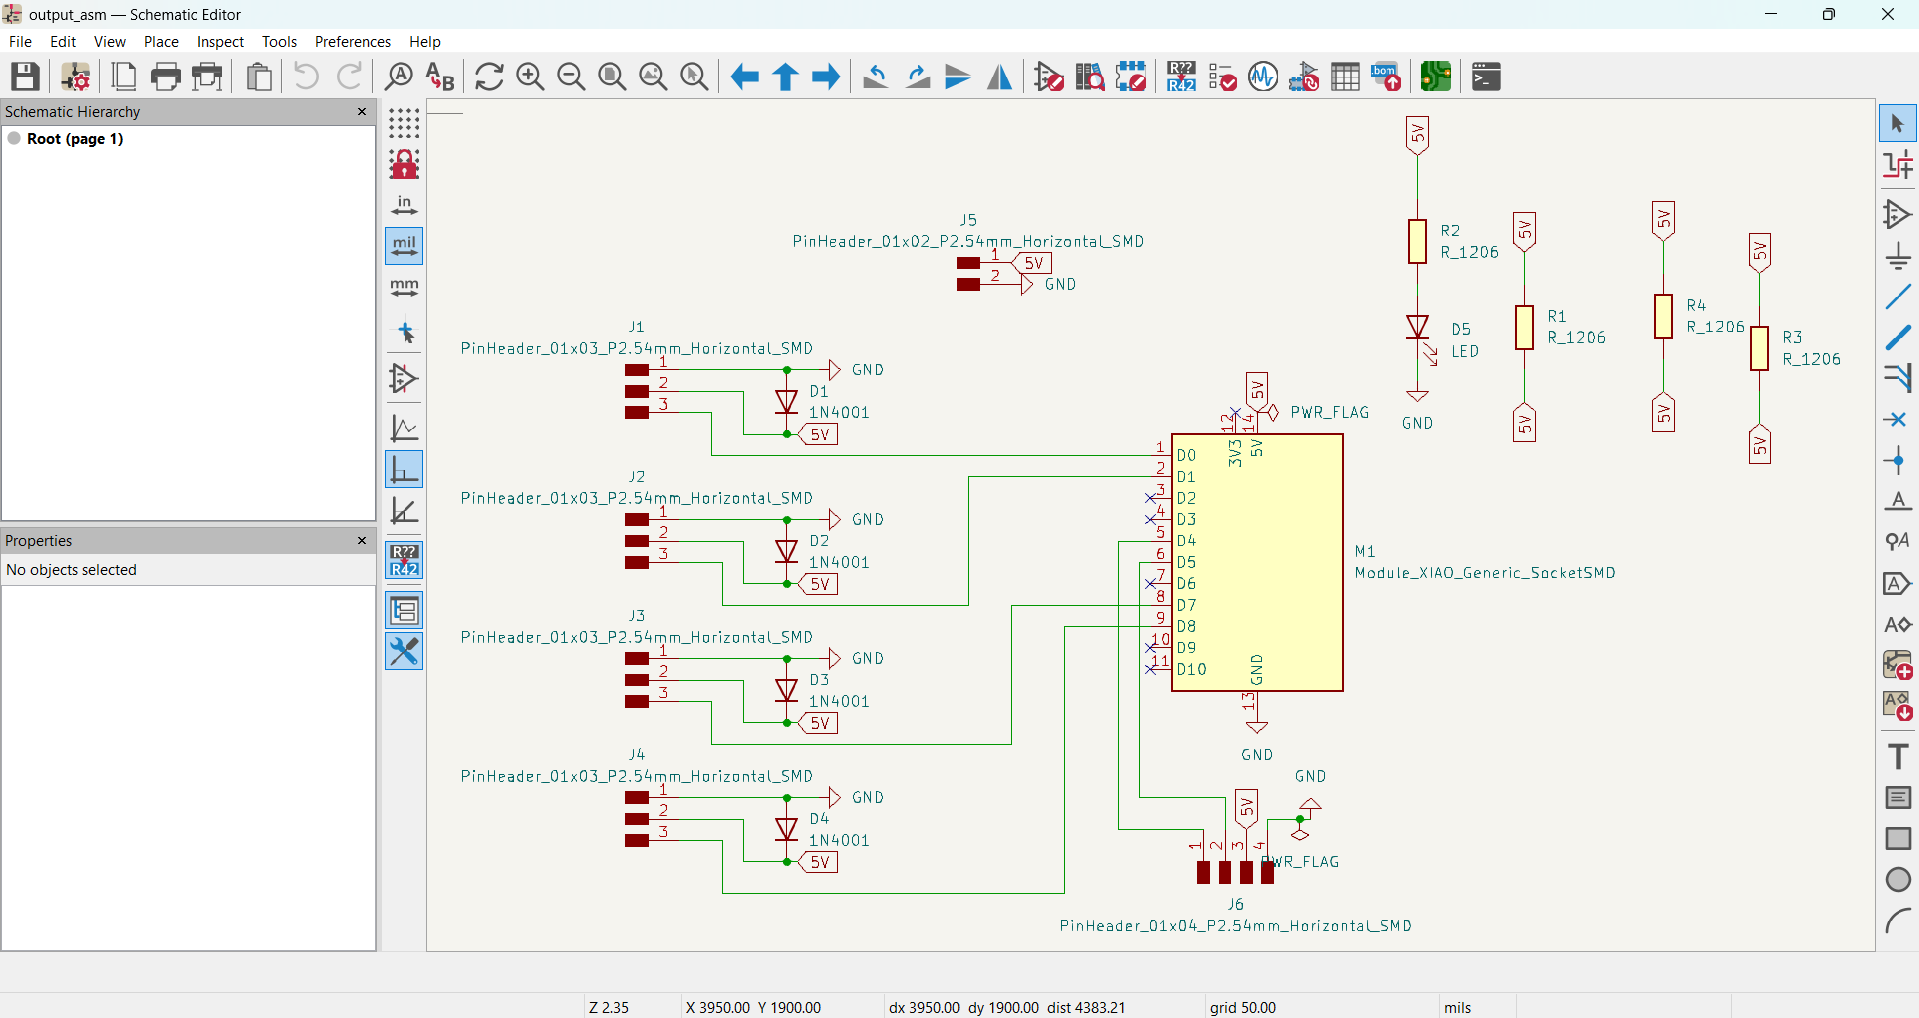 output_asm — Schematic Editor
File Edit View Place Inspect Tools Preferences Help
A
A B
R??
R42
.bom
Schematic Hierarchy
Root (page 1)
in
mil
mm
R??
R42
Properties
No objects selected
J5
PinHeader_01x02_P2.54mm_Horizontal_SMD
1 5V
2 GND
J1
PinHeader_01x03_P2.54mm_Horizontal_SMD
1 GND
2 D1
3 1N4001
5V
J2
PinHeader_01x03_P2.54mm_Horizontal_SMD
1 GND
2 D2
3 1N4001
5V
J3
PinHeader_01x03_P2.54mm_Horizontal_SMD
1 GND
2 D3
3 1N4001
5V
J4
PinHeader_01x03_P2.54mm_Horizontal_SMD
1 GND
2 D4
3 1N4001
5V
5V
R2
R_1206
D5
LED
GND
5V
R1
R_1206
5V
5V
R4
R_1206
5V
5V
R3
R_1206
5V
5V
PWR_FLAG
12 14
3V3 5V
1 D0
2 D1
3 D2
4 D3
5 D4
6 D5
7 D6
8 D7
9 D8
10 D9
11 D10
GND
13
GND
M1
Module_XIAO_Generic_SocketSMD
GND
5V
1 2 3 4
PWR_FLAG
J6
PinHeader_01x04_P2.54mm_Horizontal_SMD
A
A
A
A
A
T
Z 2.35 X 3950.00 Y 1900.00 dx 3950.00 dy 1900.00 dist 4383.21 grid 50.00 mils